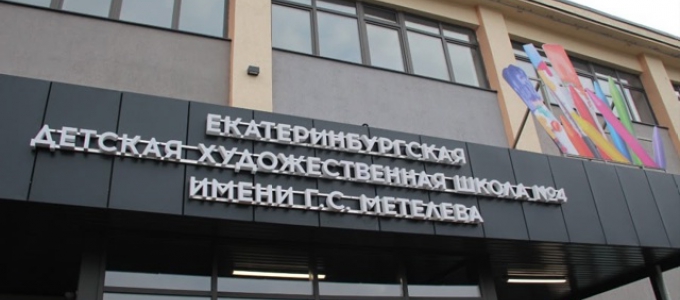 ЕКАТЕРИНБУРГСКАЯ
ДЕТСКАЯ ХУДОЖЕСТВЕННАЯ ШКОЛА №4
ИМЕНИ Г.С. МЕТЕЛЕВА